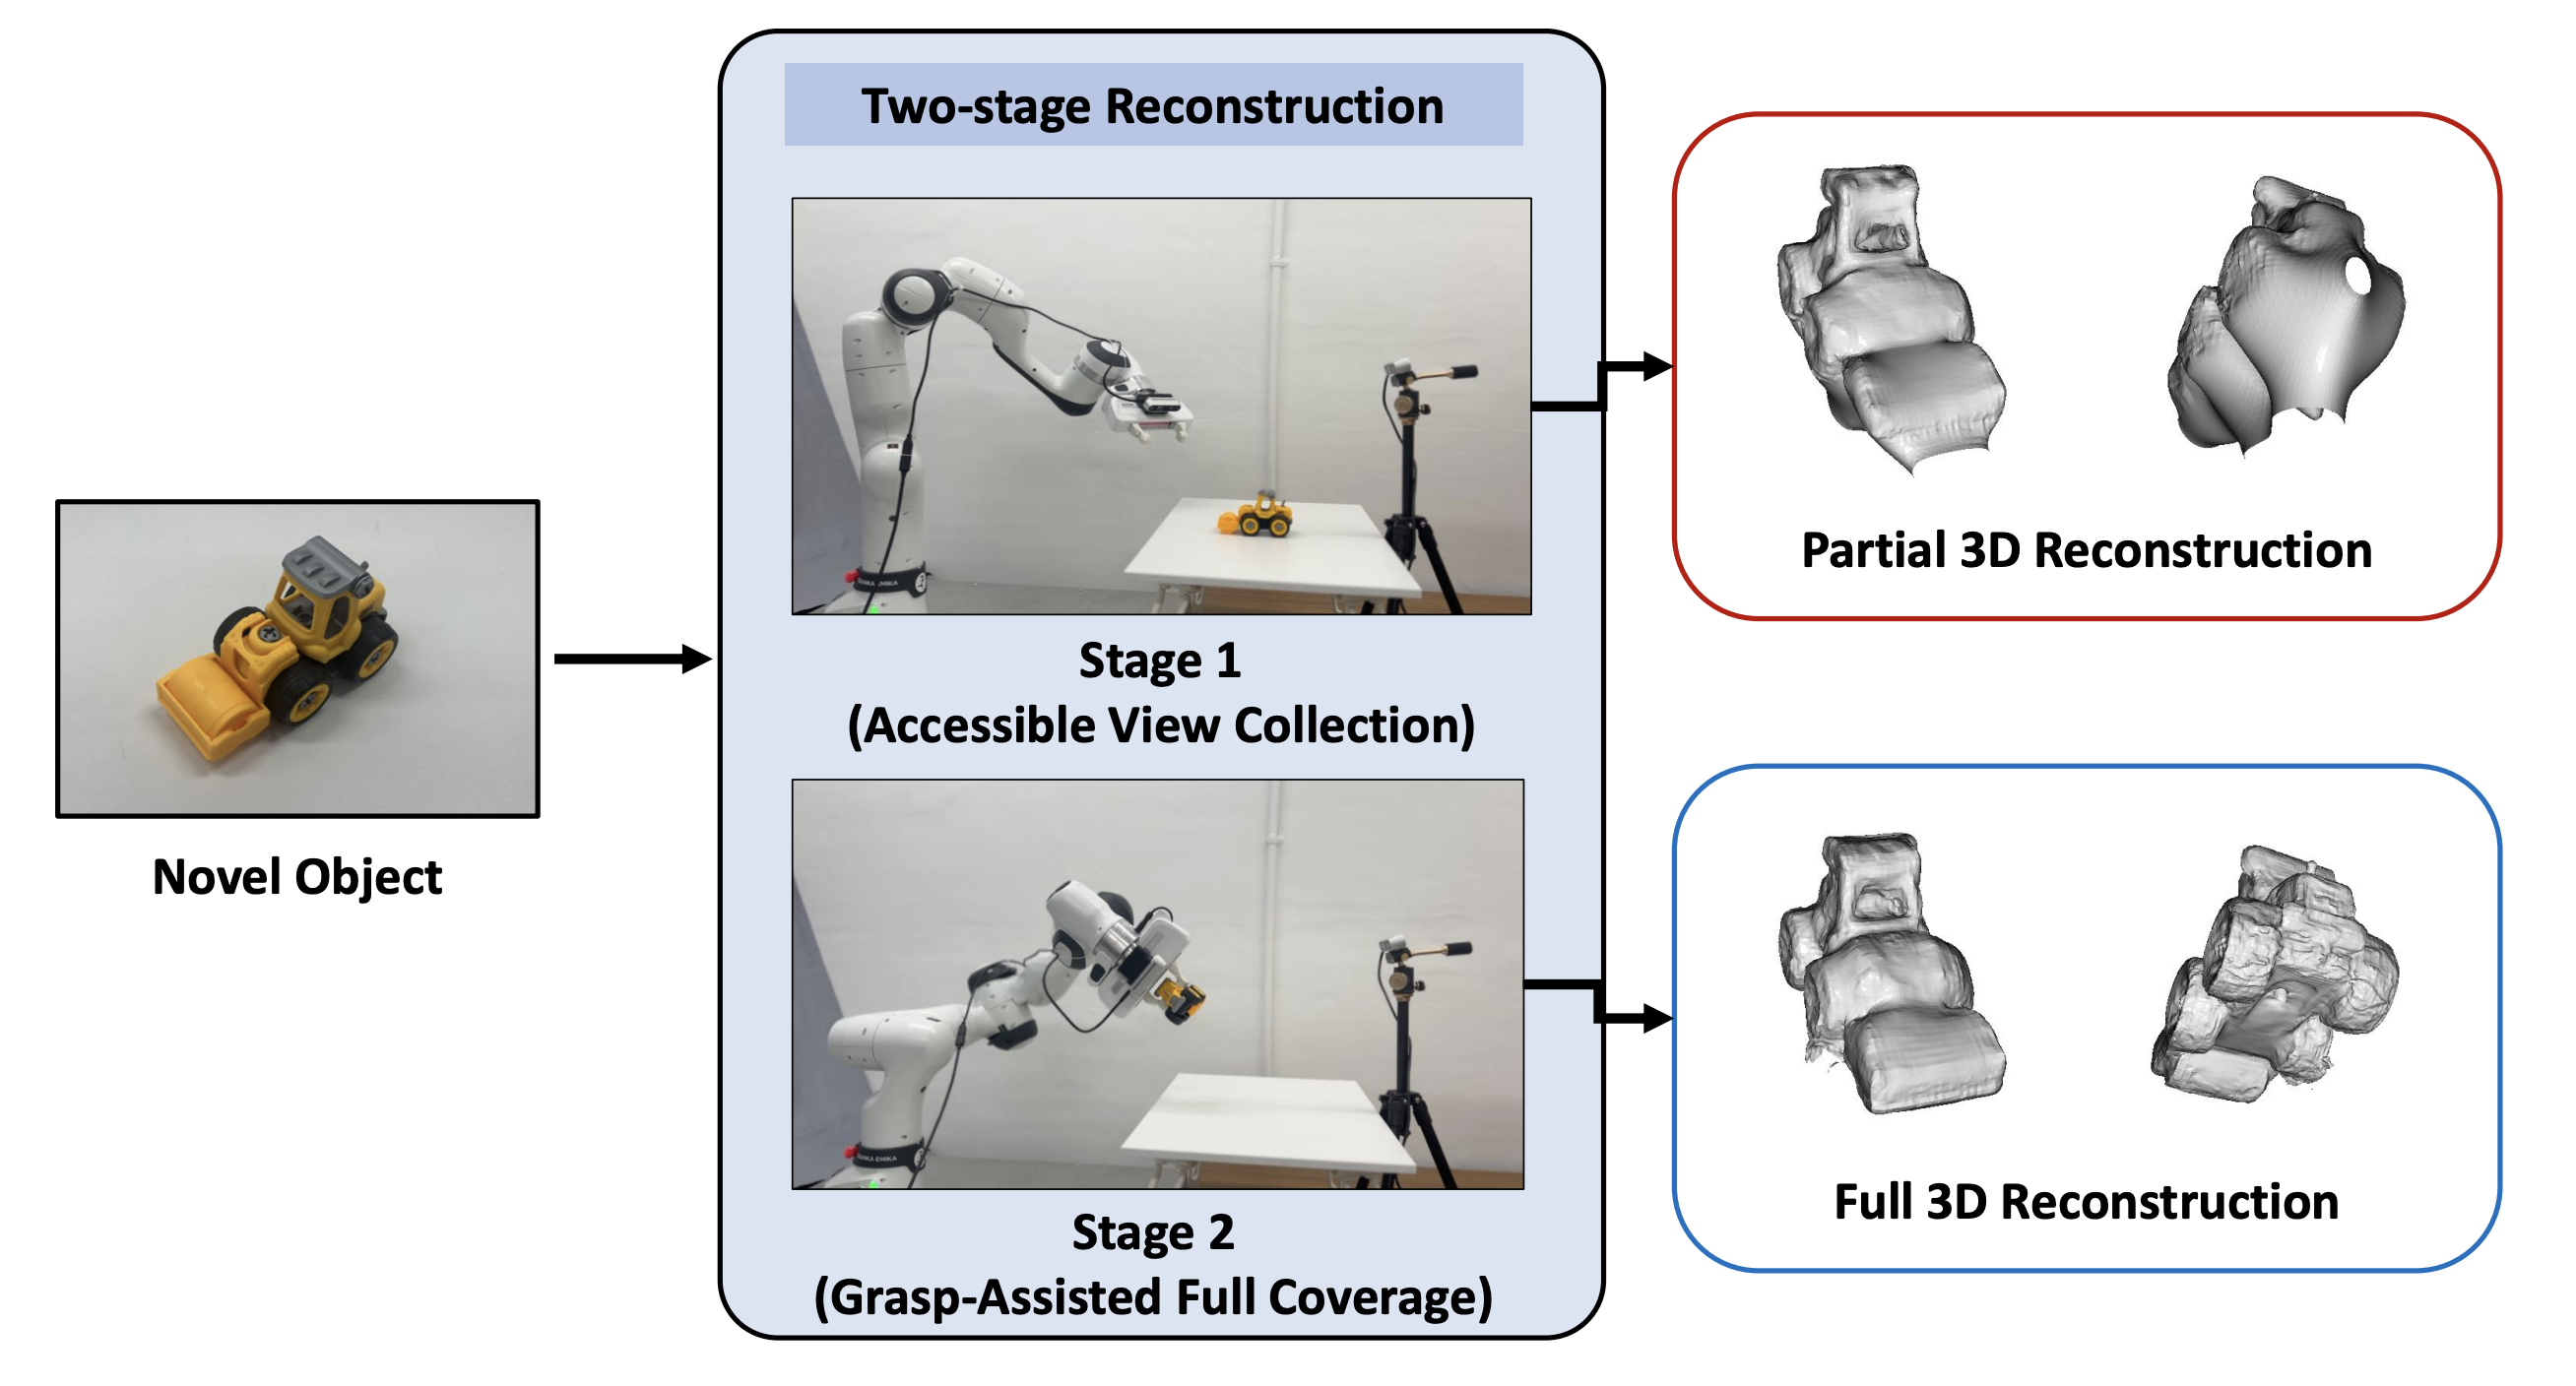 Two-stage Reconstruction
Novel Object
Stage 1
(Accessible View Collection)
Stage 2
(Grasp-Assisted Full Coverage)
Partial 3D Reconstruction
Full 3D Reconstruction